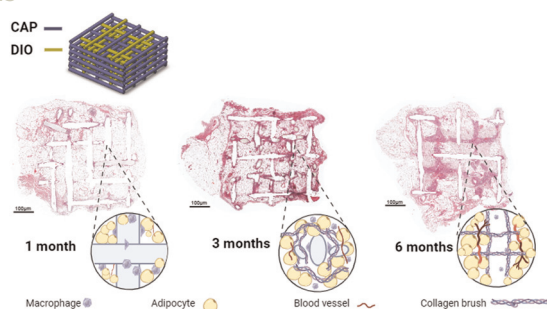 CAP
DIO
100μm
100μm
100μm
1 month
3 months
6 months
Macrophage
Adipocyte
Blood vessel
Collagen brush